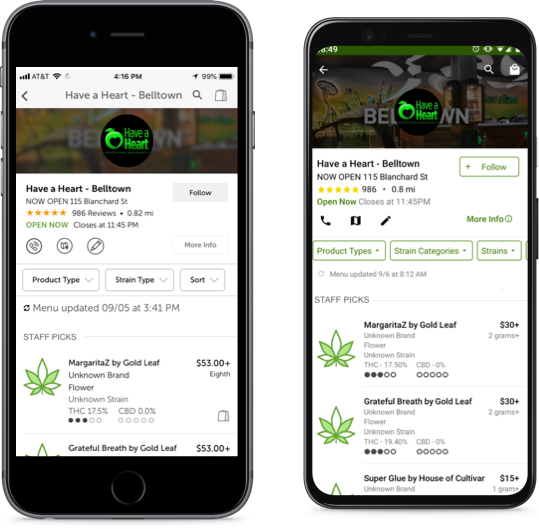 AT&T
4:16 PM
99%
Have a Heart - Belltown
BELLTOWN
Have a
Heart
Have a Heart - Belltown
Follow
NOW OPEN 115 Blanchard St
986 Reviews • 0.82 mi
OPEN NOW Closes at 11:45 PM
More Info
Product Type
Strain Type
Sort
Menu updated 09/05 at 3:41 PM
STAFF PICKS
MargaritaZ by Gold Leaf
$53.00+
Unknown Brand
Eighth
Flower
Unknown Strain
THC 17.5% CBD 0.0%
Grateful Breath by Gold Leaf
$53.00+
8:49
BELLTOWN
Have a
Heart
Have a Heart - Belltown
+ Follow
NOW OPEN 115 Blanchard St
986 • 0.8 mi
Open Now Closes at 11:45PM
More Info
Product Types
Strain Categories
Strains
Menu updated 9/6 at 8:12 AM
STAFF PICKS
MargaritaZ by Gold Leaf
$30+
Unknown Brand
2 grams+
Flower
Unknown Strain
THC - 17.50% CBD - 0%
Grateful Breath by Gold Leaf
$30+
Unknown Brand
2 grams+
Flower
Unknown Strain
THC - 19.40% CBD - 0%
Super Glue by House of Cultivar
$15+
Unknown Brand
1 gram+